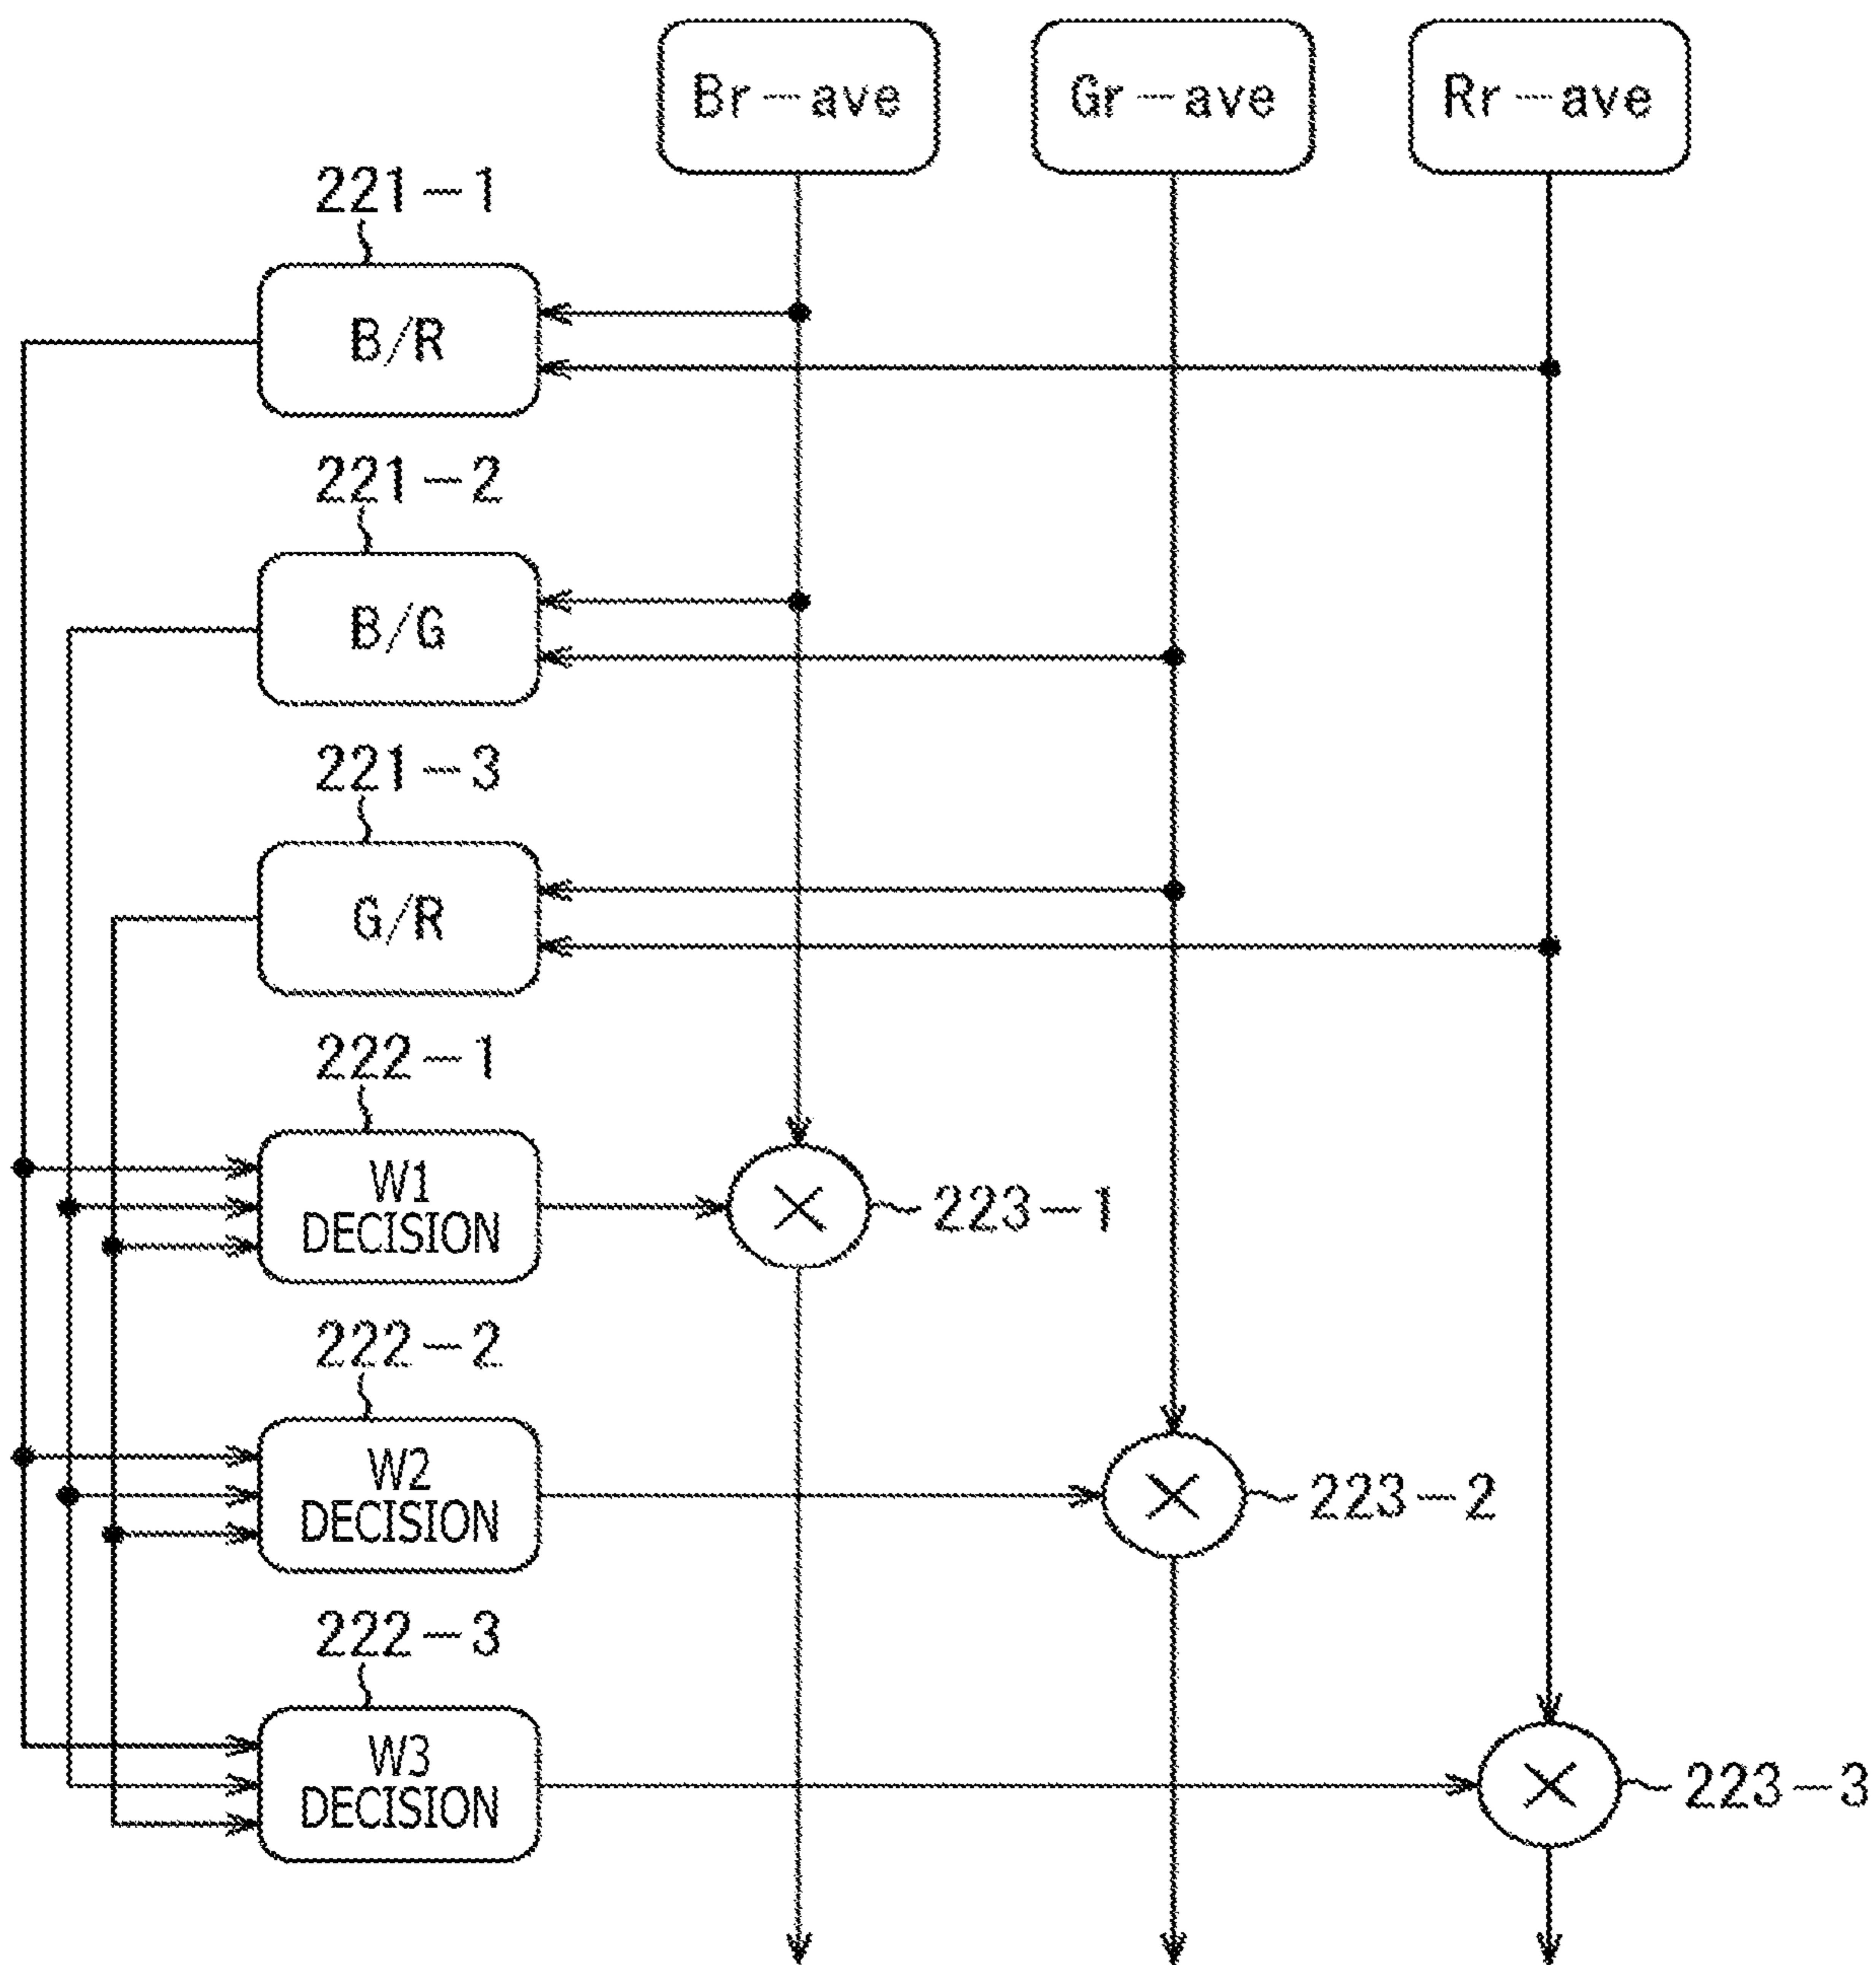 Br－ave
Gr－ave
Rr－ave
221－1
B/R
221－2
B/G
221－3
G/R
222－1
W1
DECISION
223－1
222－2
W2
DECISION
223－2
222－3
W3
DECISION
223－3